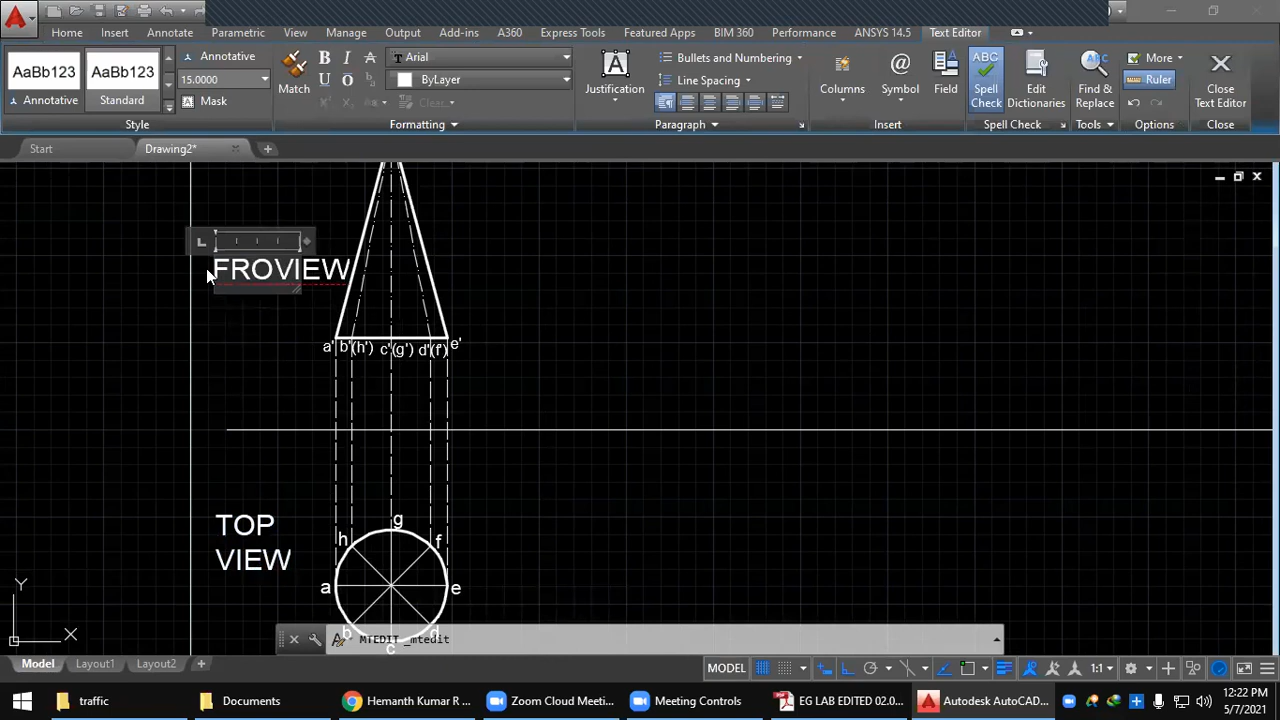 Home Insert Annotate Parametric View Manage Output Add-ins A360 Express Tools Featured Apps BIM 360 Performance ANSYS 14.5 Text Editor
AaBb123 AaBb123 Annotative B I A Arial Bullets and Numbering More
15.0000 Match U O ByLayer Justification Line Spacing Columns @ Symbol Field ABC Spell Check Edit Dictionaries Find & Replace Ruler Close Text Editor
Annotative Standard Mask Clear
Style Formatting Paragraph Insert Spell Check Tools Options Close
Start Drawing2* +
FROVIEW
a' b'(h') c'(g') d'(f') e'
TOP
VIEW
g
h f
a e
b d
c
Y
X
MTEDIT _mtedit
Model Layout1 Layout2 + MODEL 1:1
traffic Documents Hemanth Kumar R ... Zoom Cloud Meeti... Meeting Controls EG LAB EDITED 02.0... Autodesk AutoCAD... 12:22 PM
5/7/2021